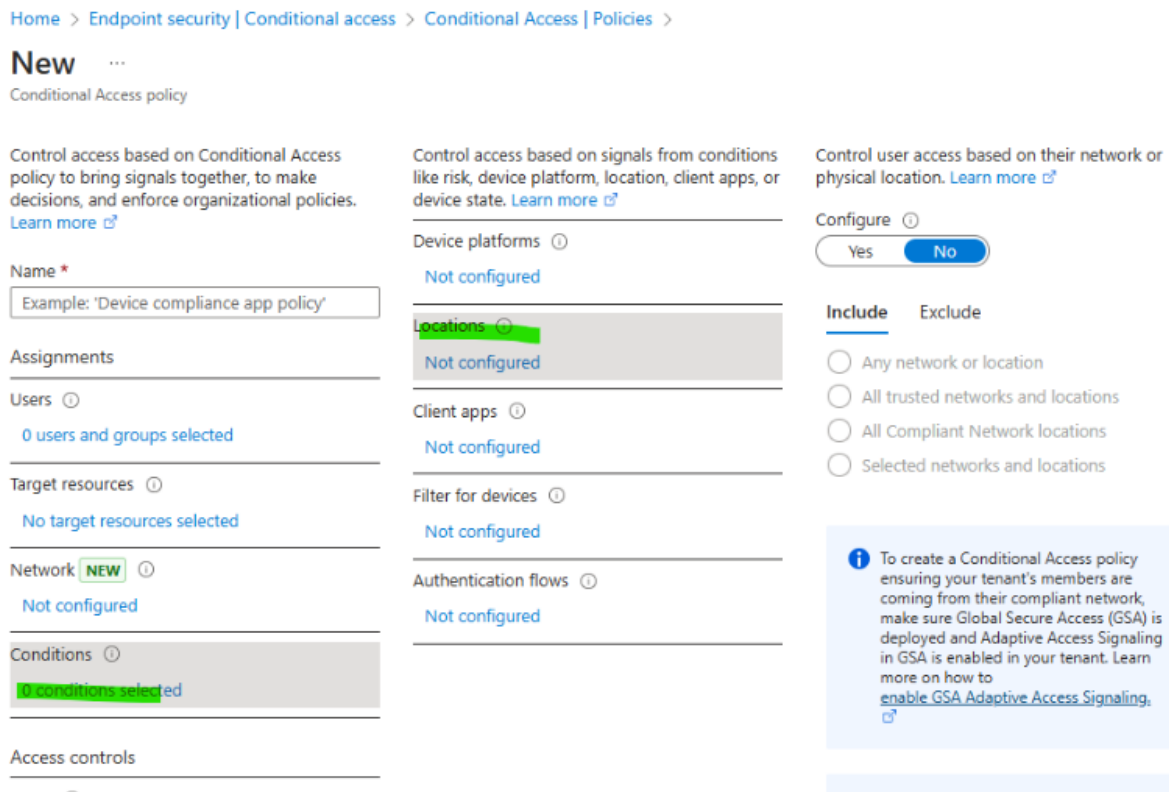 Home > Endpoint security | Conditional access > Conditional Access | Policies >
New ...
Conditional Access policy
Control access based on Conditional Access
policy to bring signals together, to make
decisions, and enforce organizational policies.
Learn more
Name *
Example: 'Device compliance app policy'
Assignments
Users
0 users and groups selected
Target resources
No target resources selected
Network NEW
Not configured
Conditions
0 conditions selected
Access controls
Control access based on signals from conditions
like risk, device platform, location, client apps, or
device state. Learn more
Device platforms
Not configured
Locations
Not configured
Client apps
Not configured
Filter for devices
Not configured
Authentication flows
Not configured
Control user access based on their network or
physical location. Learn more
Configure
Yes No
Include Exclude
Any network or location
All trusted networks and locations
All Compliant Network locations
Selected networks and locations
To create a Conditional Access policy
ensuring your tenant's members are
coming from their compliant network,
make sure Global Secure Access (GSA) is
deployed and Adaptive Access Signaling
in GSA is enabled in your tenant. Learn
more on how to
enable GSA Adaptive Access Signaling.